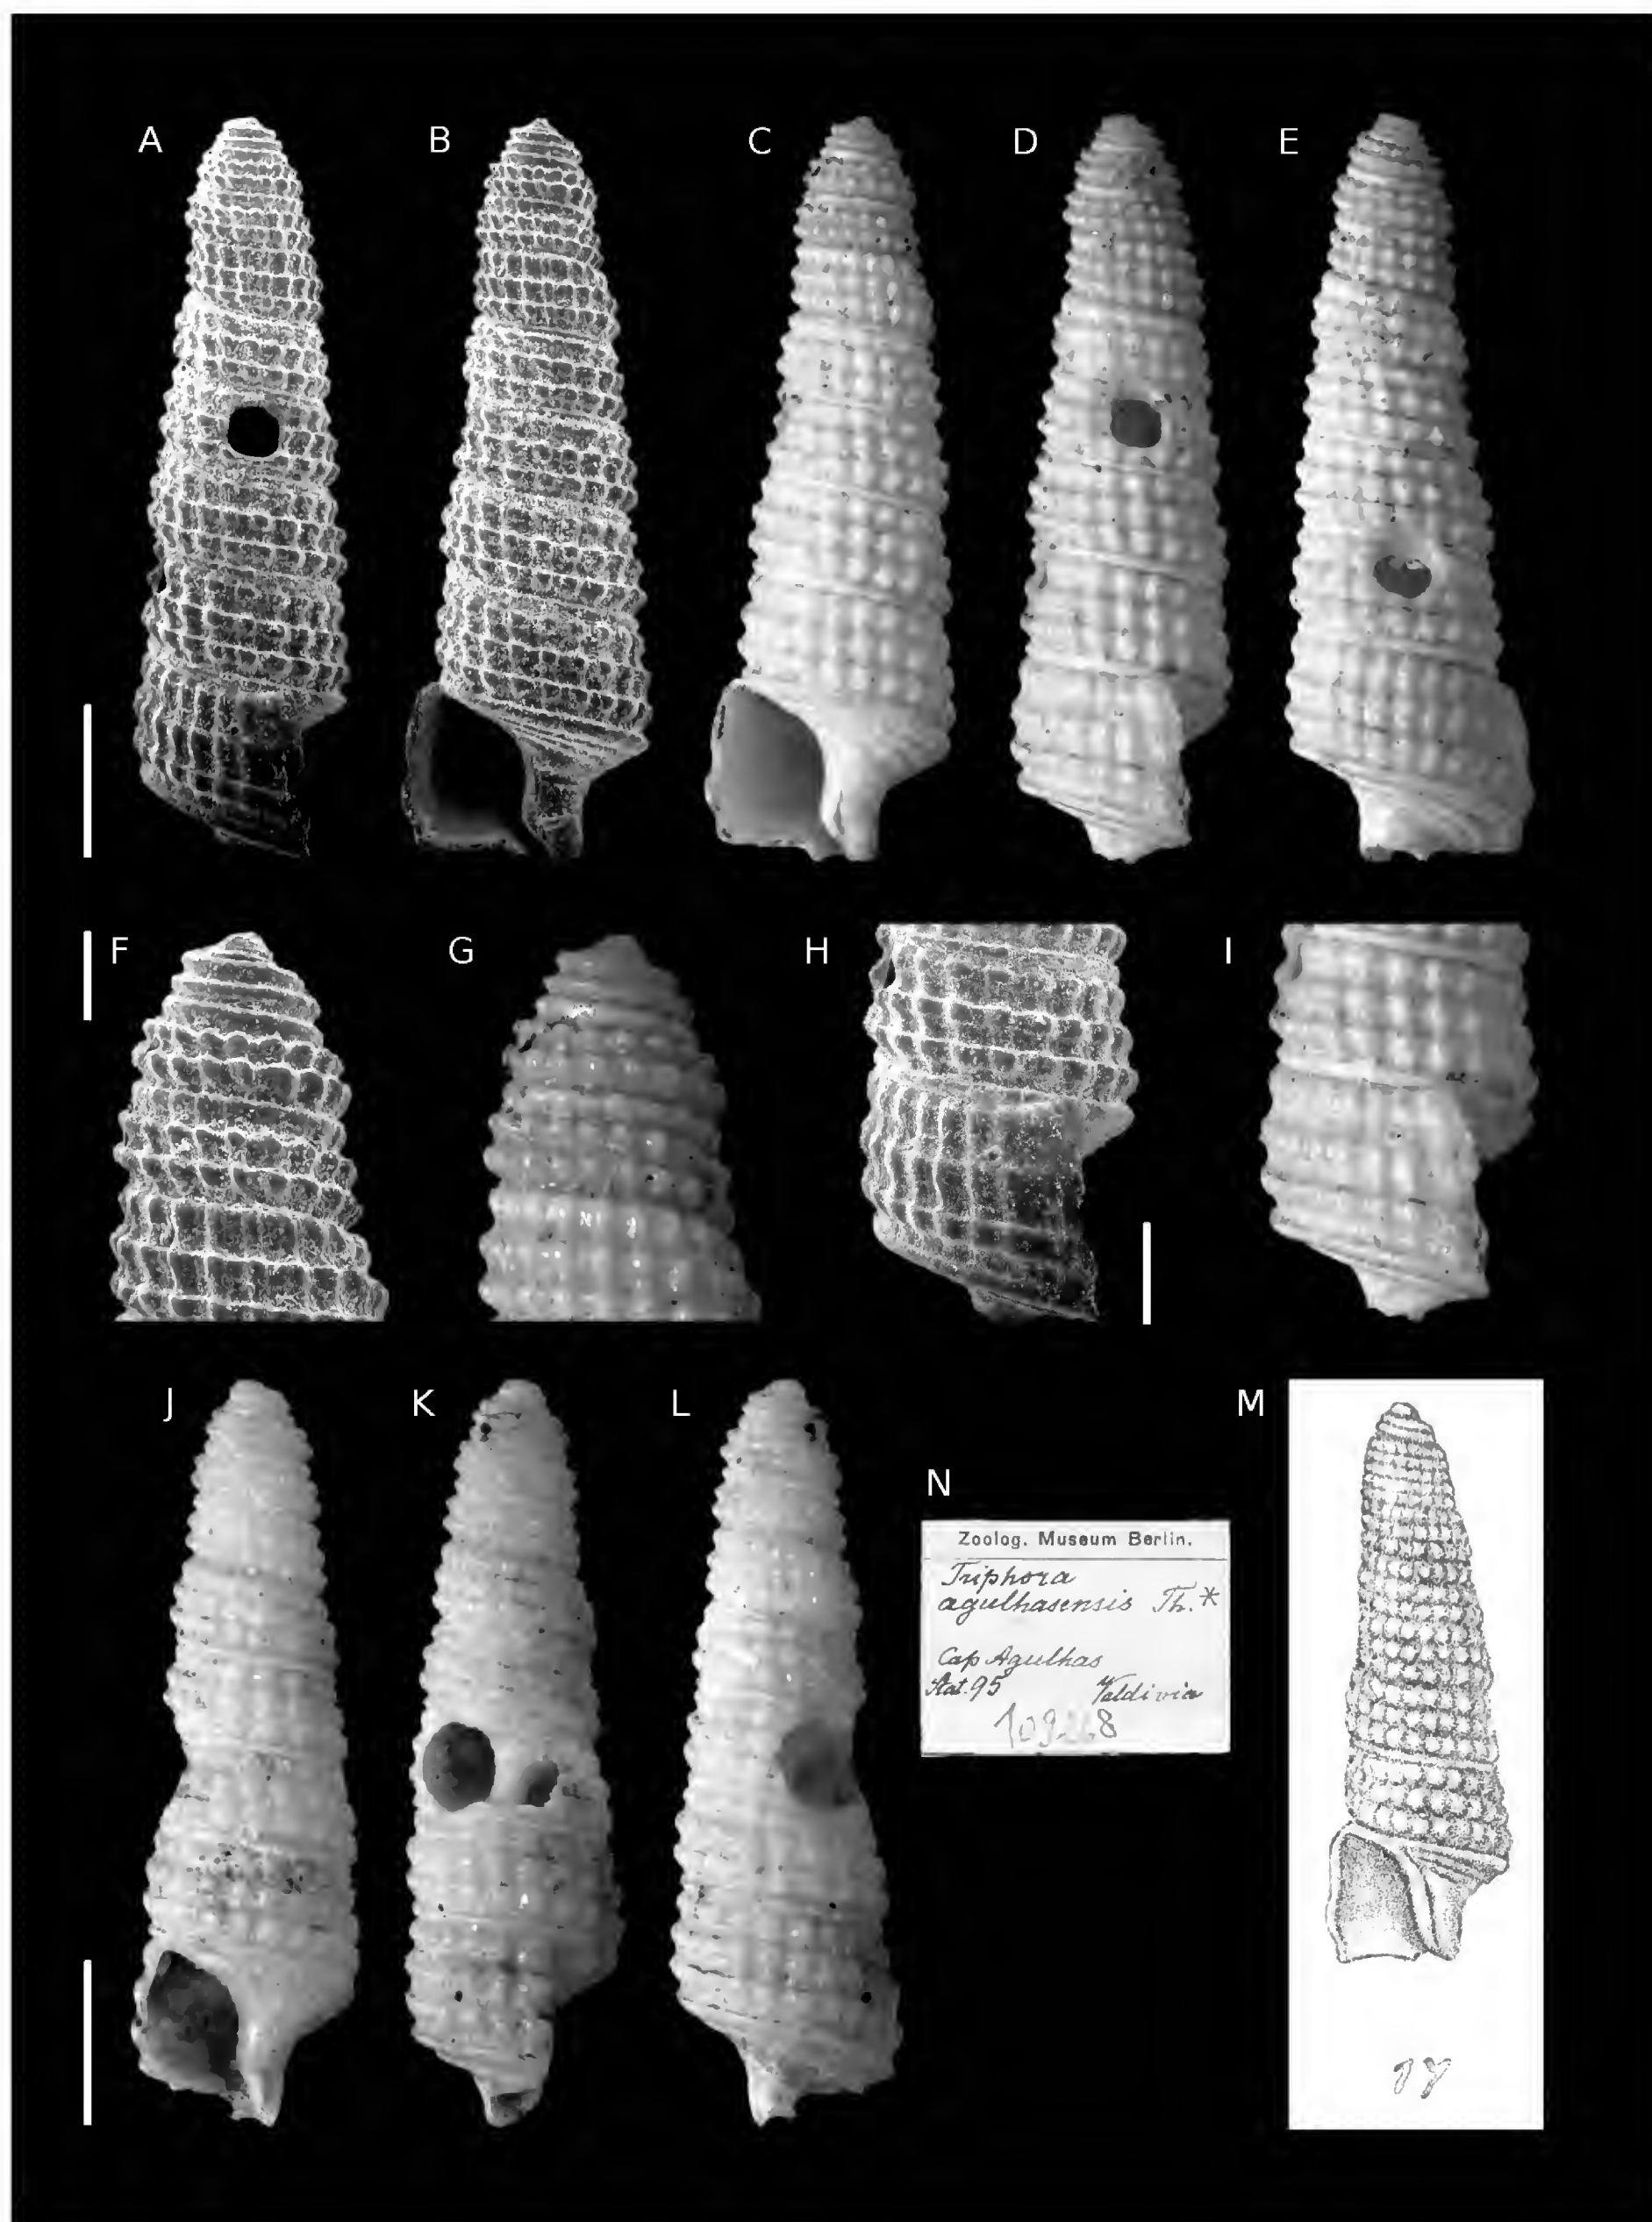 A B C D E
F G H I
J K L M
N
Zoolog. Museum Berlin.
Triphora
agulhasensis Th.*
Cap Agulhas
Stat. 95 Valdivia